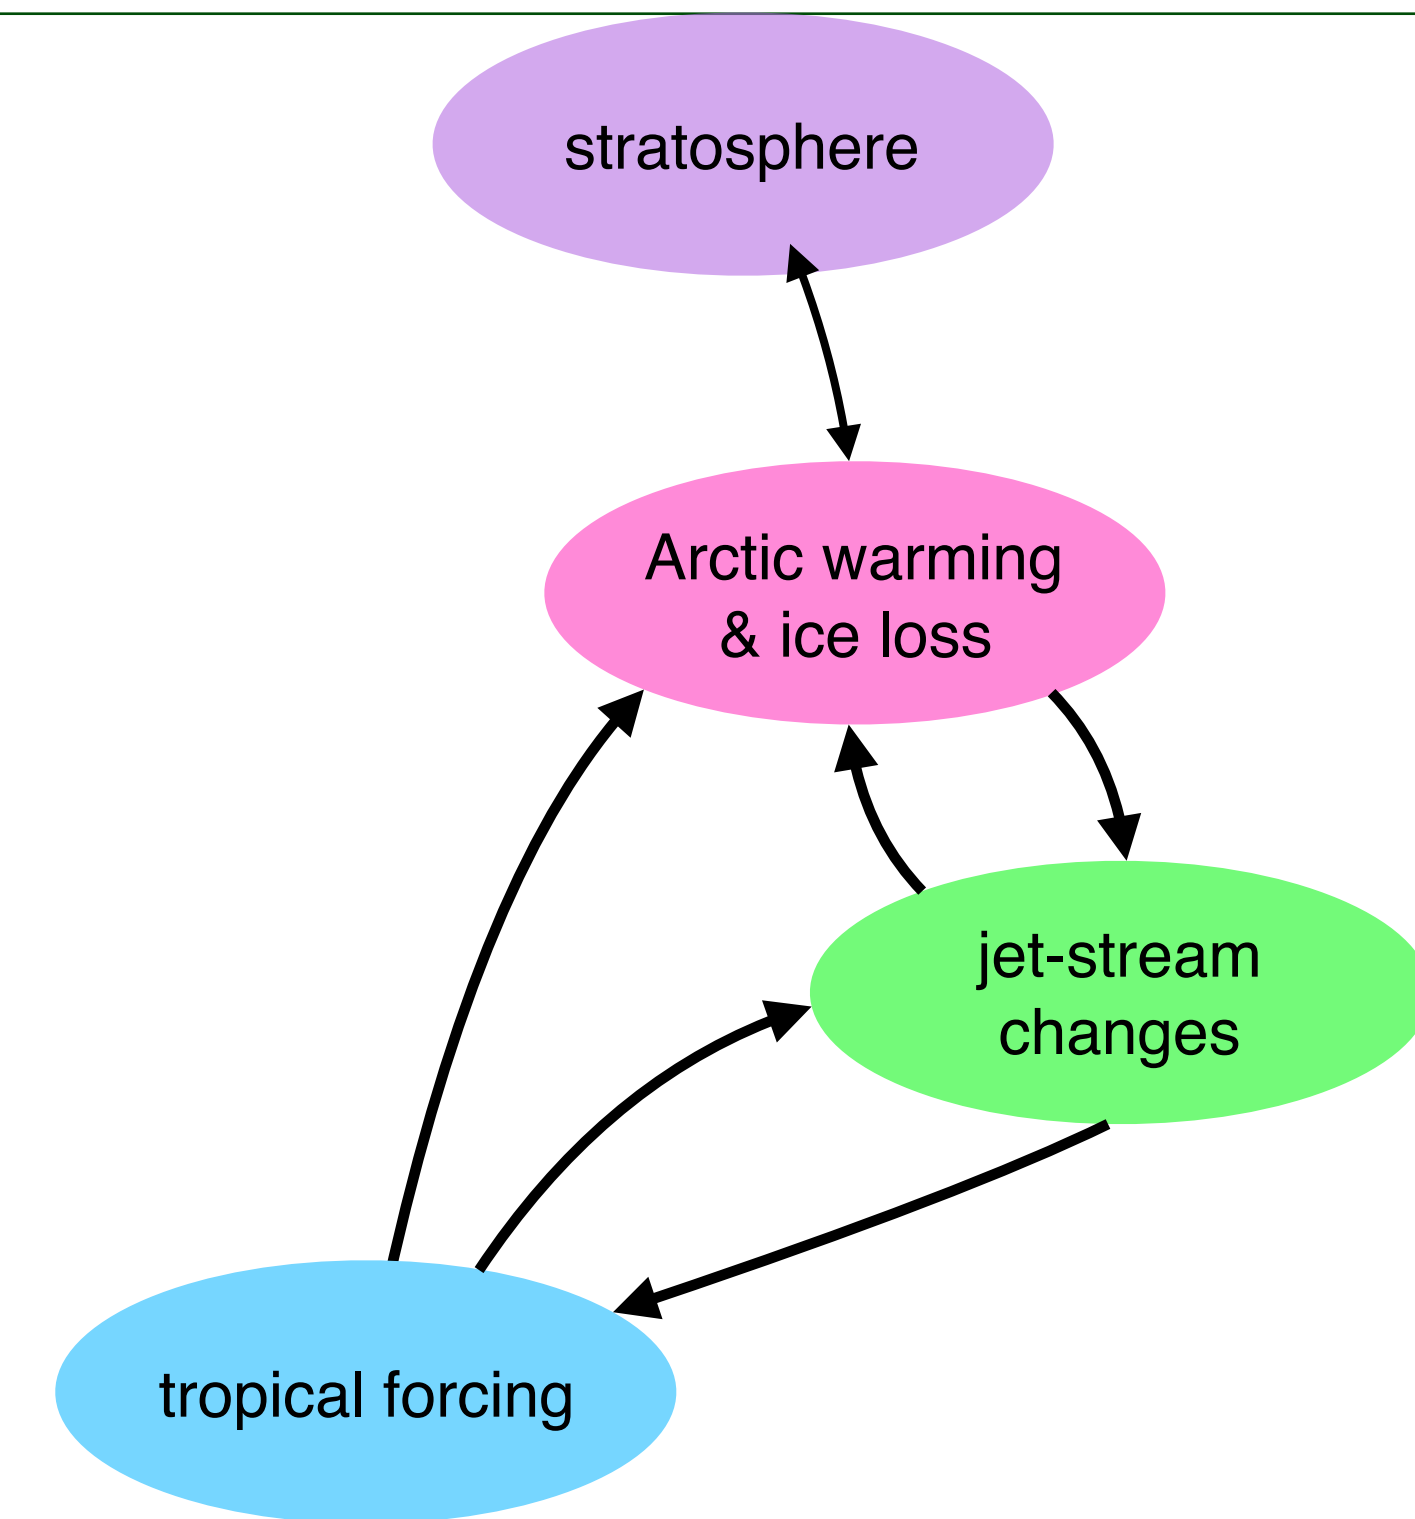 stratosphere
Arctic warming
& ice loss
jet-stream
changes
tropical forcing